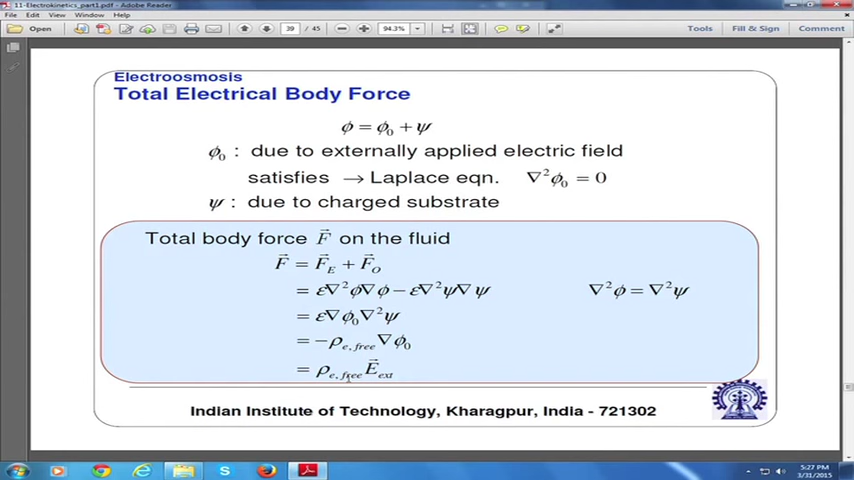 11-Electrokinetics_part1.pdf - Adobe Reader
File Edit View Window Help
Open 39 / 45 94.3% Tools Fill & Sign Comment
Electroosmosis
Total Electrical Body Force
ϕ = ϕ₀ + ψ
ϕ₀ : due to externally applied electric field
satisfies → Laplace eqn. ∇²ϕ₀ = 0
ψ : due to charged substrate
Total body force F⃗ on the fluid
F⃗ = F⃗_E + F⃗_O
= ε∇²ϕ∇ϕ − ε∇²ψ∇ψ ∇²ϕ = ∇²ψ
= ε∇ϕ₀∇²ψ
= −ρ_{e,free}∇ϕ₀
= ρ_{e,free}E⃗_{ext}
Indian Institute of Technology, Kharagpur, India - 721302
5:27 PM
3/31/2015